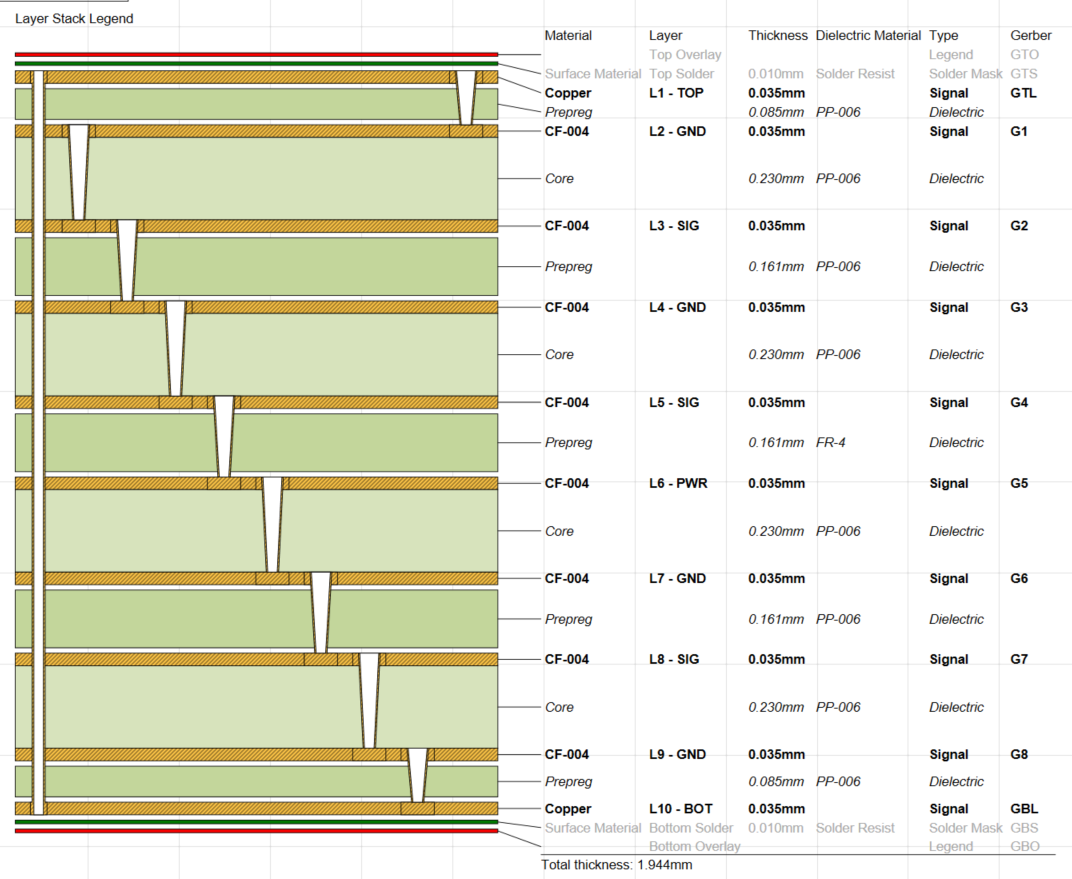 Layer Stack Legend
Material Layer Thickness Dielectric Material Type Gerber
Top Overlay Legend GTO
Surface Material Top Solder 0.010mm Solder Resist Solder Mask GTS
Copper L1 - TOP 0.035mm Signal GTL
Prepreg 0.085mm PP-006 Dielectric
CF-004 L2 - GND 0.035mm Signal G1
Core 0.230mm PP-006 Dielectric
CF-004 L3 - SIG 0.035mm Signal G2
Prepreg 0.161mm PP-006 Dielectric
CF-004 L4 - GND 0.035mm Signal G3
Core 0.230mm PP-006 Dielectric
CF-004 L5 - SIG 0.035mm Signal G4
Prepreg 0.161mm FR-4 Dielectric
CF-004 L6 - PWR 0.035mm Signal G5
Core 0.230mm PP-006 Dielectric
CF-004 L7 - GND 0.035mm Signal G6
Prepreg 0.161mm PP-006 Dielectric
CF-004 L8 - SIG 0.035mm Signal G7
Core 0.230mm PP-006 Dielectric
CF-004 L9 - GND 0.035mm Signal G8
Prepreg 0.085mm PP-006 Dielectric
Copper L10 - BOT 0.035mm Signal GBL
Surface Material Bottom Solder 0.010mm Solder Resist Solder Mask GBS
Bottom Overlay Legend GBO
Total thickness: 1.944mm